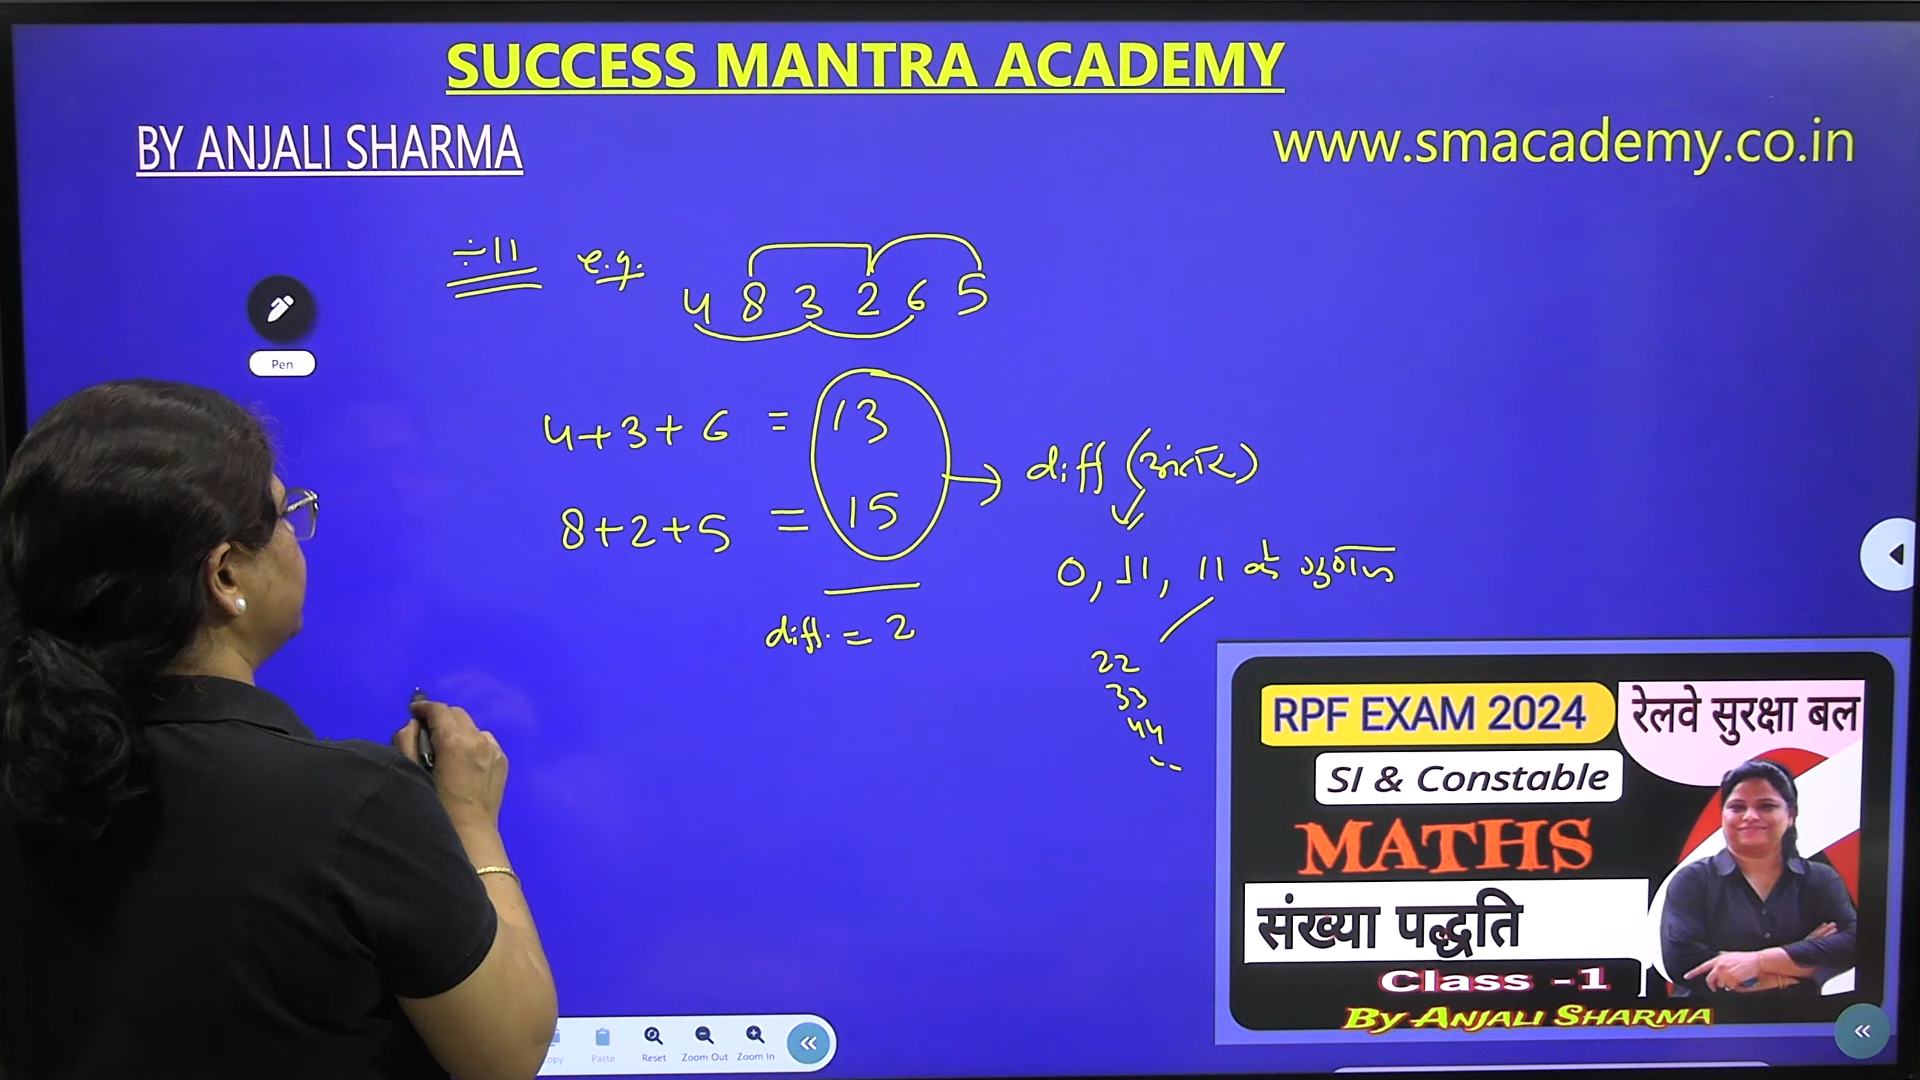 SUCCESS MANTRA ACADEMY
BY ANJALI SHARMA
www.smacademy.co.in
÷11 e.g. 4 8 3 2 6 5
Pen
4+3+6 = 13
8+2+5 = 15
diff (अंतर)
0, 11, 11 के गुणांक
diff. = 2
22
33
44
--
RPF EXAM 2024
रेलवे सुरक्षा बल
SI & Constable
MATHS
संख्या पद्धति
Class -1
By Anjali Sharma
Paste
Reset
Zoom Out
Zoom In